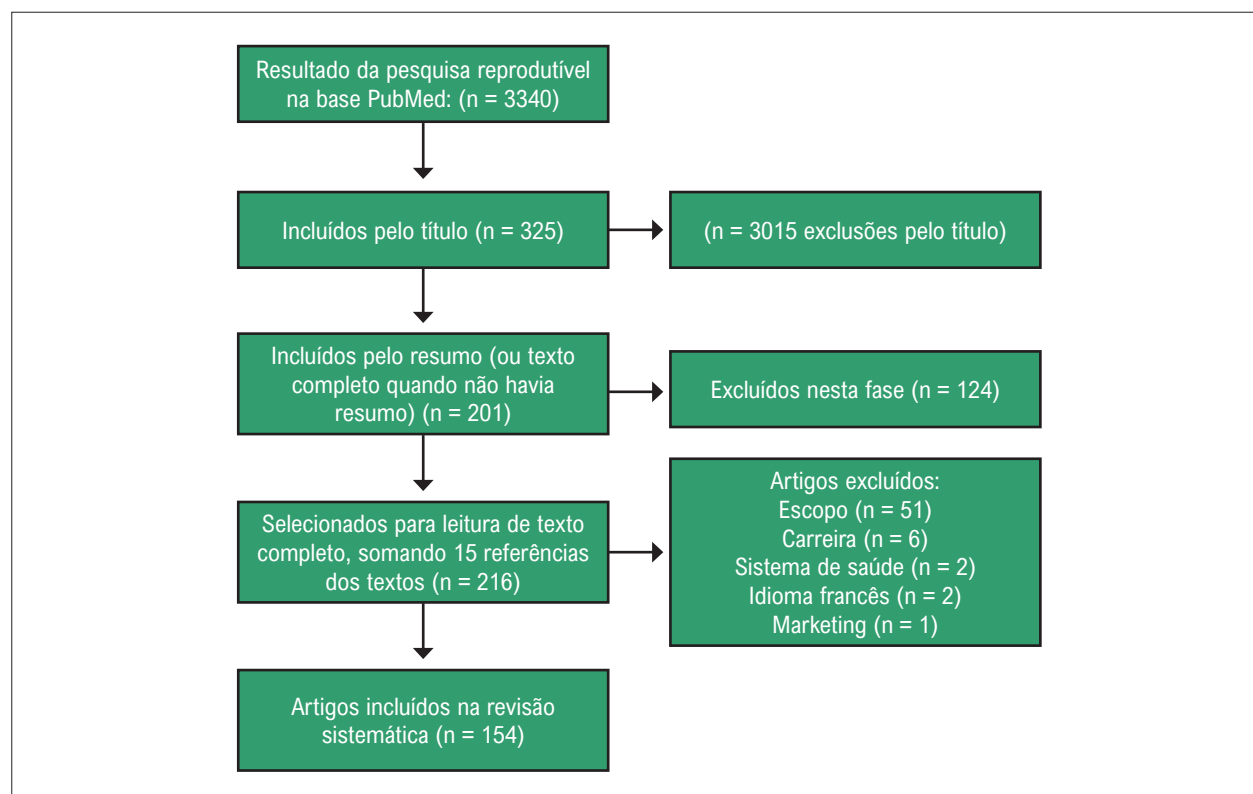 Resultado da pesquisa reprodutível
na base PubMed: (n = 3340)
Incluídos pelo título (n = 325)
(n = 3015 exclusões pelo título)
Incluídos pelo resumo (ou texto
completo quando não havia
resumo) (n = 201)
Excluídos nesta fase (n = 124)
Selecionados para leitura de texto
completo, somando 15 referências
dos textos (n = 216)
Artigos excluídos:
Escopo (n = 51)
Carreira (n = 6)
Sistema de saúde (n = 2)
Idioma francês (n = 2)
Marketing (n = 1)
Artigos incluídos na revisão
sistemática (n = 154)